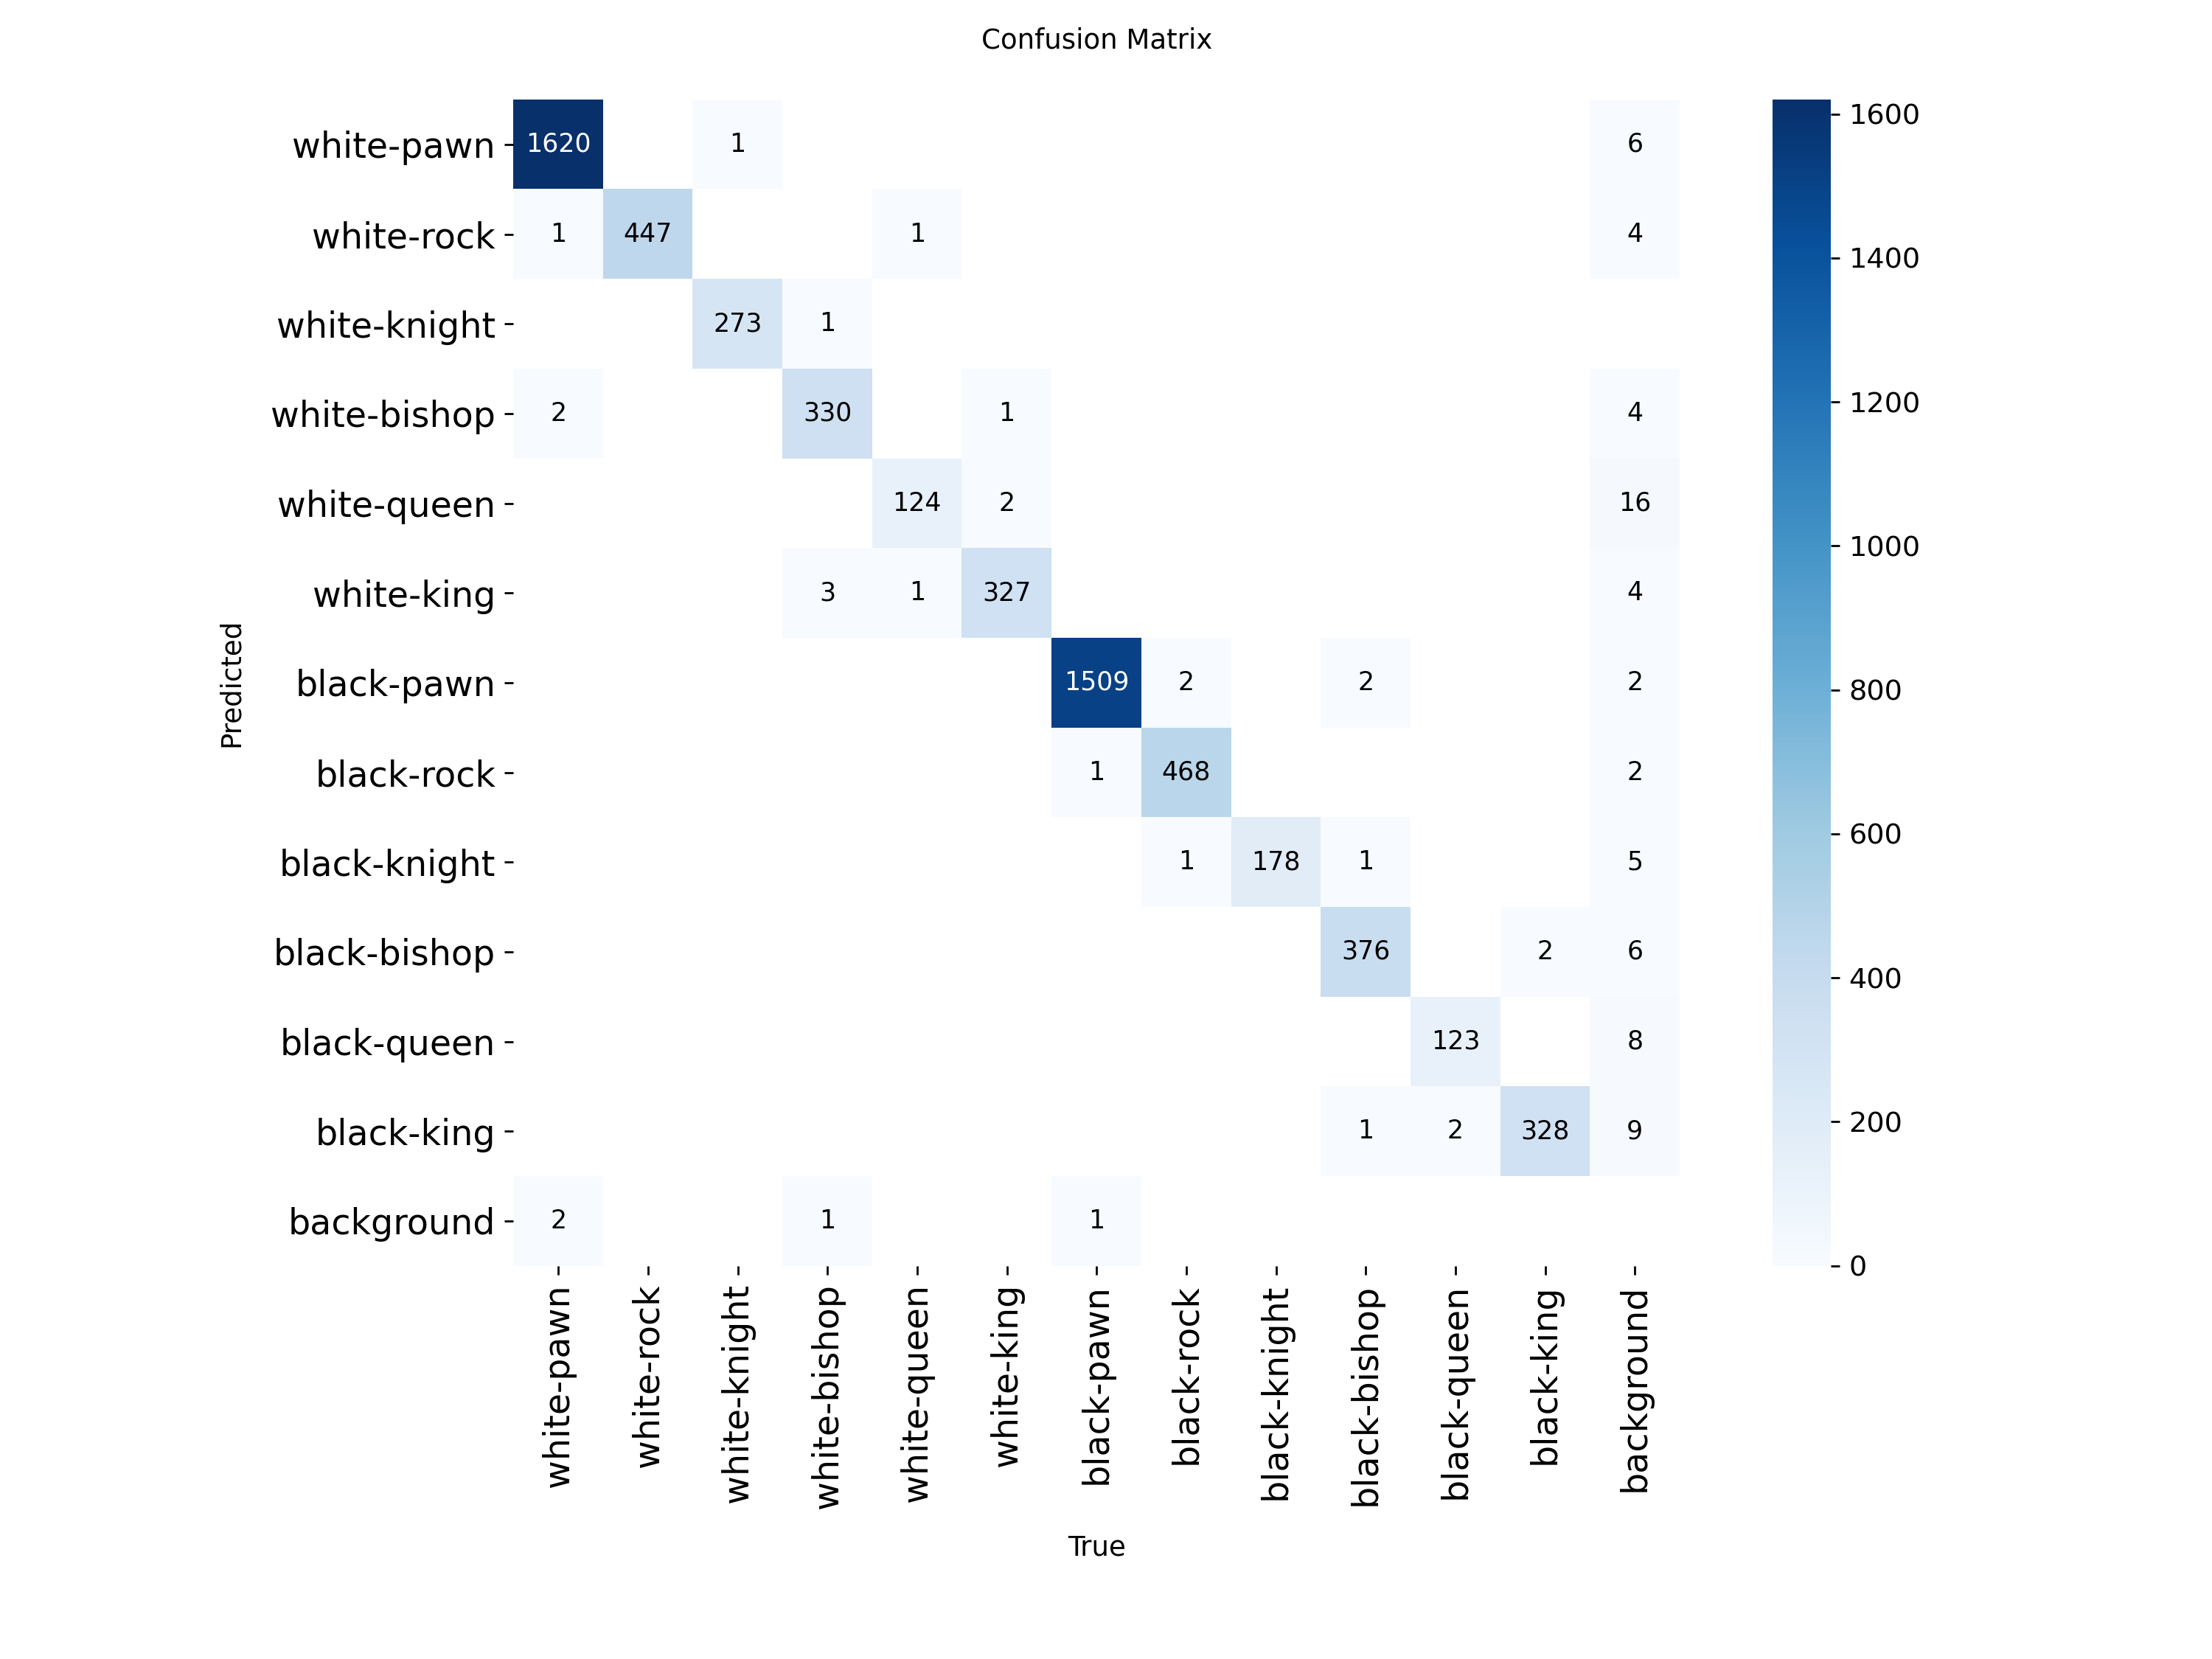 Confusion Matrix
white-pawn 1620 1 6
white-rock 1 447 1 4
white-knight 273 1
white-bishop 2 330 1 4
white-queen 124 2 16
white-king 3 1 327 4
black-pawn 1509 2 2 2
black-rock 1 468 2
black-knight 1 178 1 5
black-bishop 376 2 6
black-queen 123 8
black-king 1 2 328 9
background 2 1 1
Predicted
white-pawn
white-rock
white-knight
white-bishop
white-queen
white-king
black-pawn
black-rock
black-knight
black-bishop
black-queen
black-king
background
True
1600
1400
1200
1000
800
600
400
200
0